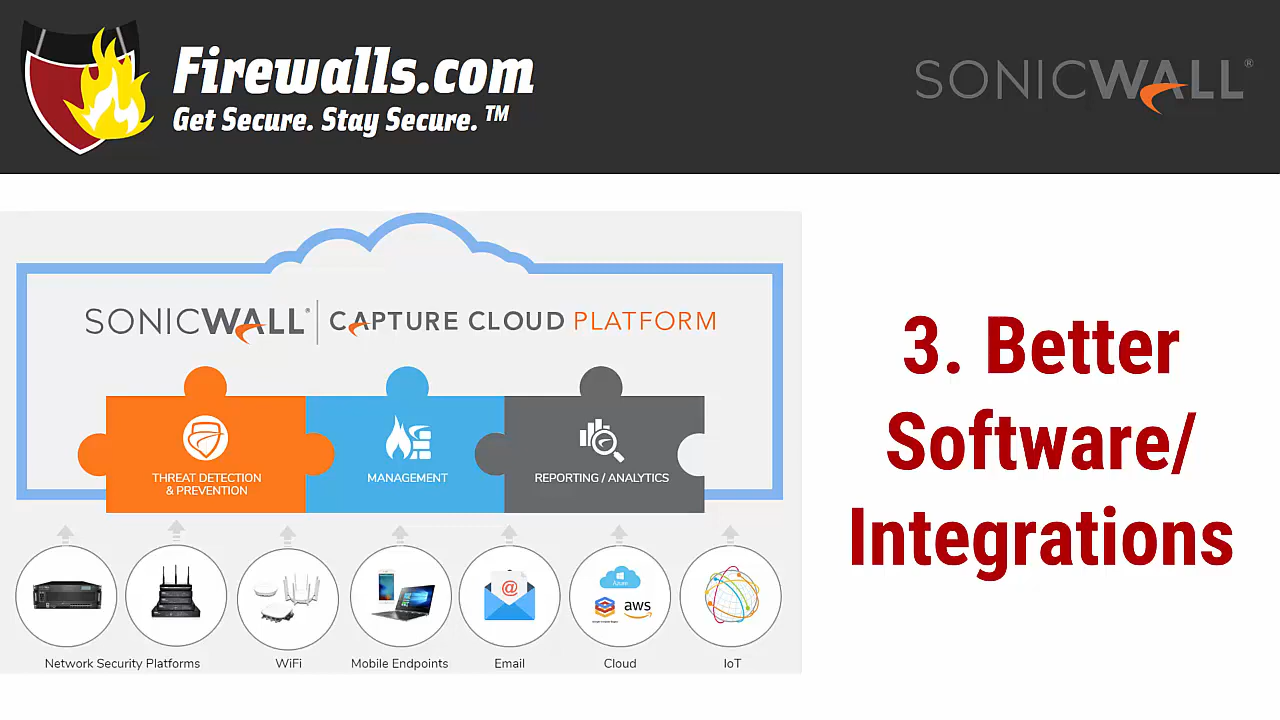 Firewalls.com
Get Secure. Stay Secure. ™
SONICWALL®
SONICWALL® | CAPTURE CLOUD PLATFORM
THREAT DETECTION
& PREVENTION
MANAGEMENT
REPORTING / ANALYTICS
3. Better
Software/
Integrations
@
Azure
aws
Network Security Platforms
WiFi
Mobile Endpoints
Email
Cloud
IoT